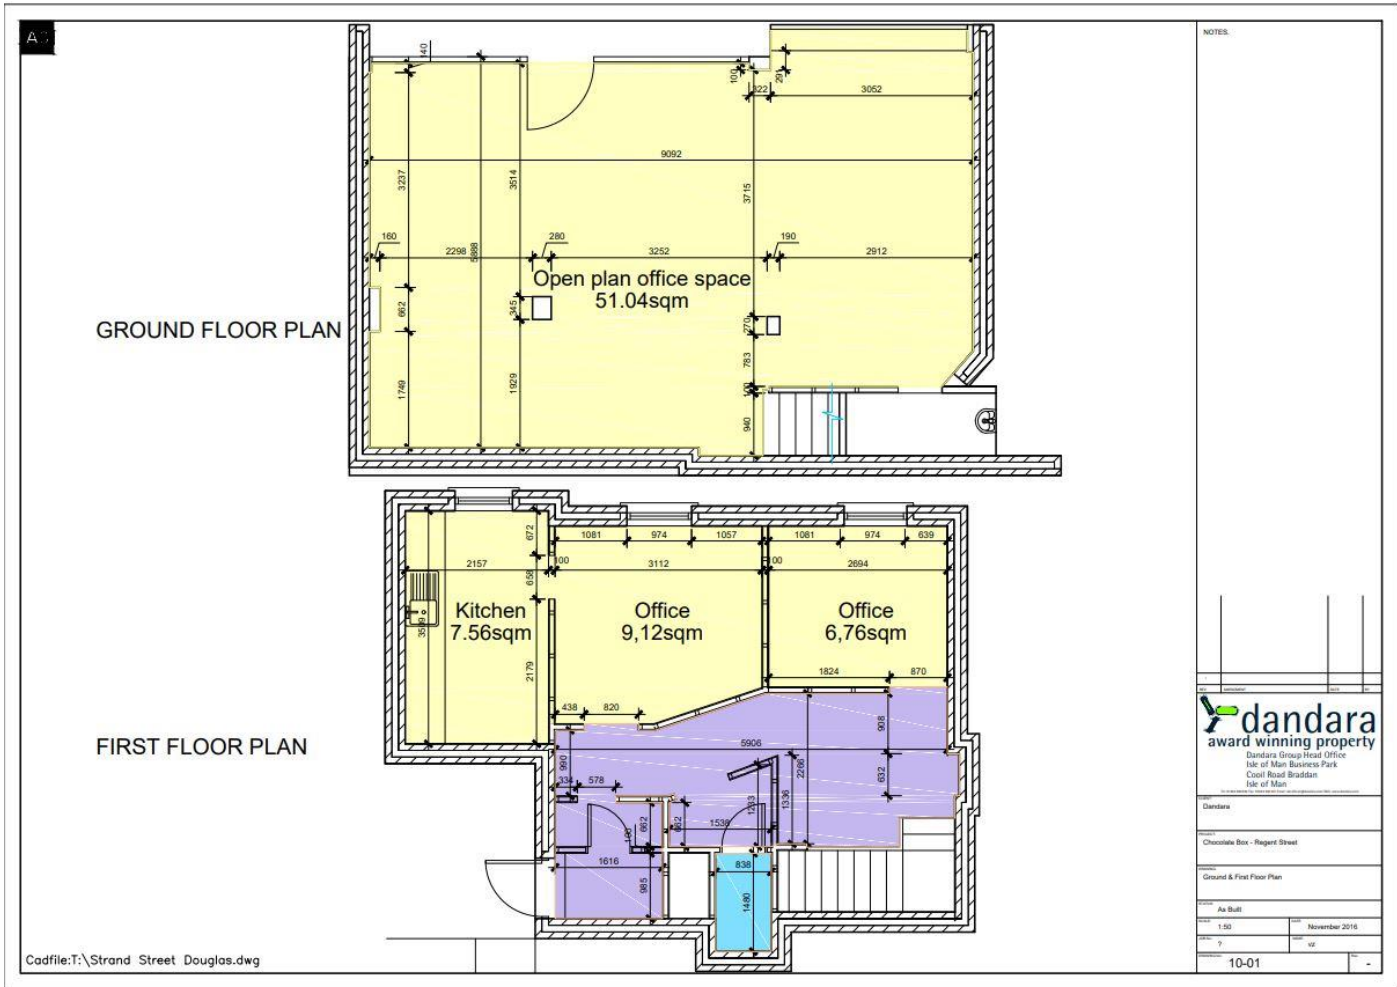 A3
NOTES.
140
100
322
291
3052
9092
3237
3514
3715
160
2298
5888
280
3252
190
2912
Open plan office space
51.04sqm
662
345
270
GROUND FLOOR PLAN
1749
1929
783
100
940
672
1081
974
1057
1081
974
639
2157
100
3112
100
2694
658
Kitchen
7.56sqm
Office
9,12sqm
Office
6,76sqm
3509
2179
1824
870
438
820
908
FIRST FLOOR PLAN
5906
990
2266
632
334
578
1233
1336
662
662
1538
100
1616
838
985
1480
dandara
award winning property
Dandara Group Head Office
Isle of Man Business Park
Cooil Road Braddan
Isle of Man
Dandara
Chocolate Box - Regent Street
Ground & First Floor Plan
As Built
1:50
November 2016
?
vz
10-01
-
Cadfile:T:\Strand Street Douglas.dwg